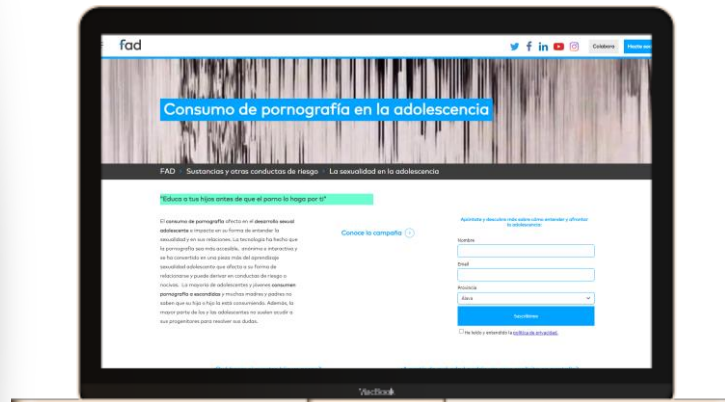 fad
Colabora
Consumo de pornografía en la adolescencia
FAD Sustancias y otras conductas de riesgo La sexualidad en la adolescencia
"Educa a tus hijos antes de que el porno lo haga por ti"
El consumo de pornografía afecta en el desarrollo sexual
adolescente e impacta en su forma de entender la
sexualidad y en sus relaciones. La tecnología ha hecho que
la pornografía sea más accesible, anónima e interactiva y
se ha convertido en una pieza más del aprendizaje
sexualidad adolescente que afecta a su forma de
relacionarse y puede derivar en conductas de riesgo o
nocivas. La mayoría de adolescentes y jóvenes consumen
pornografía a escondidas y muchas madres y padres no
saben que su hijo o hija la está consumiendo. Además, la
mayor parte de los y las adolescentes no suelen acudir a
sus progenitores para resolver sus dudas.
Conoce la campaña
Apúntate y descubre más sobre cómo entender y afrontar
la adolescencia:
Nombre
Email
Provincia
Álava
Suscribirme
He leído y entendido la política de privacidad.
MacBook